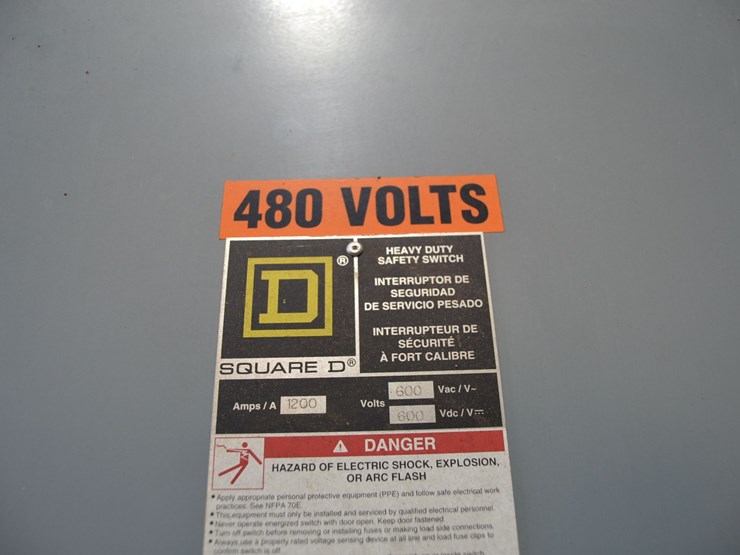 480 VOLTS
D®
SQUARE D®
HEAVY DUTY
SAFETY SWITCH
INTERRUPTOR DE
SEGURIDAD
DE SERVICIO PESADO
INTERRUPTEUR DE
SÉCURITÉ
À FORT CALIBRE
Amps / A 1200
Volts 600 Vac / V~
600 Vdc / V⎓
⚠ DANGER
HAZARD OF ELECTRIC SHOCK, EXPLOSION,
OR ARC FLASH
• Apply appropriate personal protective equipment (PPE) and follow safe electrical work
practices. See NFPA 70E.
• This equipment must only be installed and serviced by qualified electrical personnel.
• Never operate energized switch with door open. Keep door fastened.
• Turn off switch before removing or installing fuses or making load side connections.
• Always use a properly rated voltage sensing device at all line and load fuse clips to
confirm switch is off.